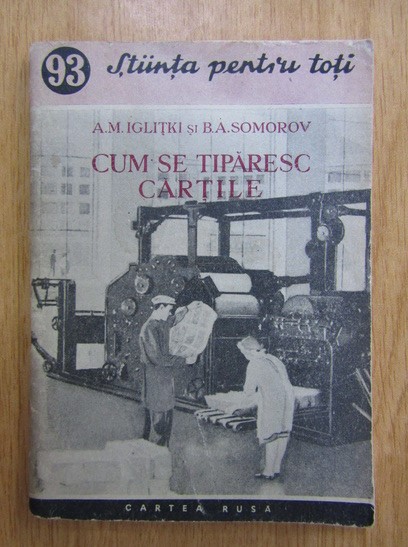 93 Știința pentru toți
A.M. IGLIȚKI și B.A. SOMOROV
CUM SE TIPĂRESC
CĂRȚILE
CARTEA RUSĂ